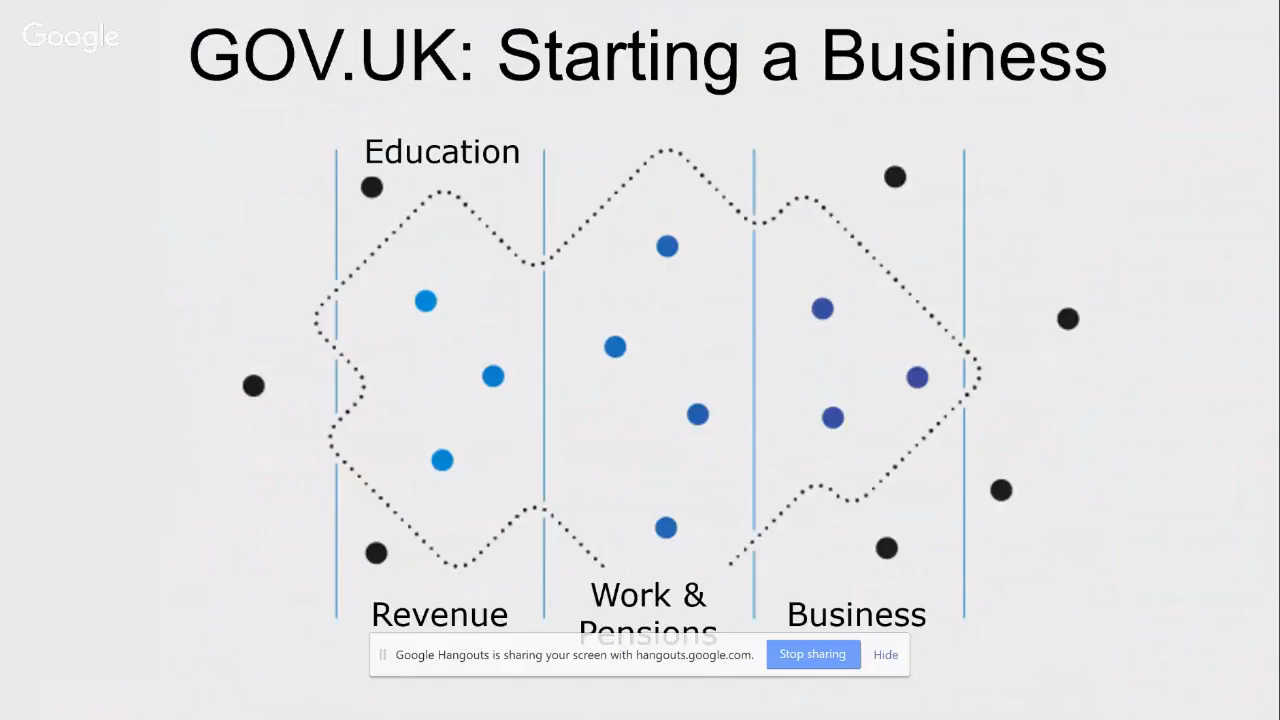 Google
GOV.UK: Starting a Business
Education
Revenue
Work &
Pensions
Business
Google Hangouts is sharing your screen with hangouts.google.com.
Stop sharing
Hide